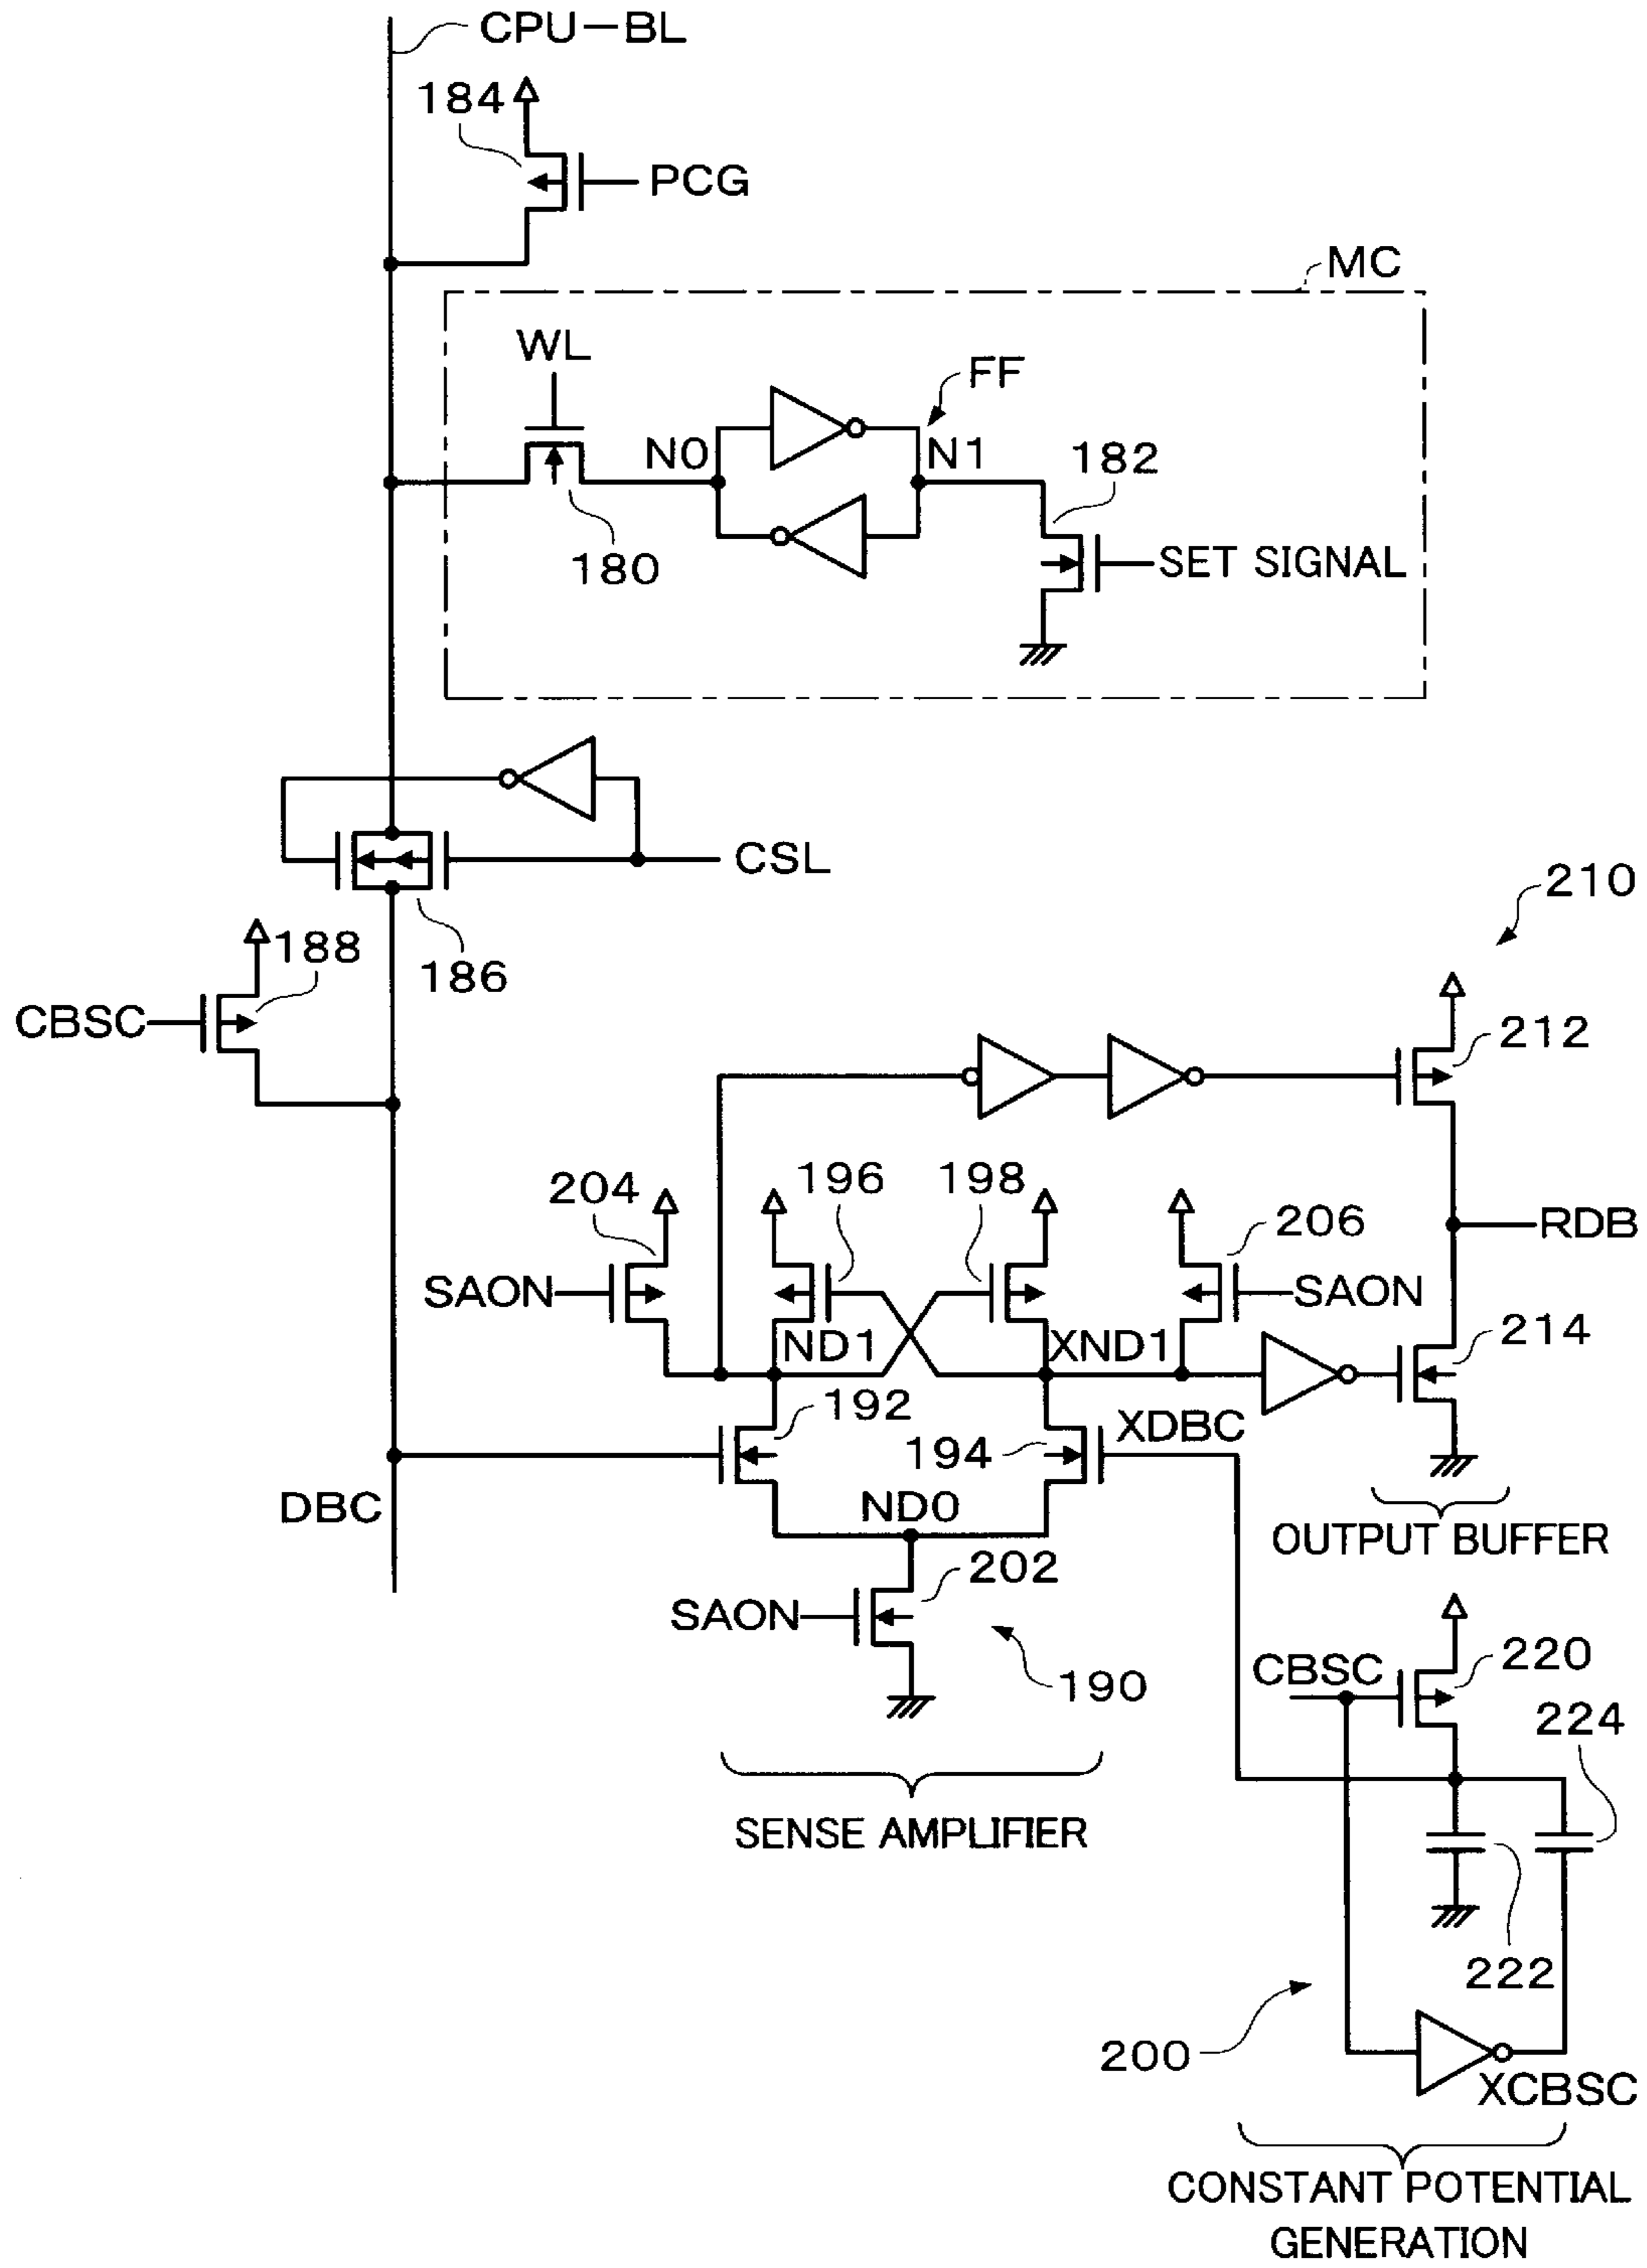 CPU-BL
184
PCG
MC
WL
FF
N0
N1
182
180
SET SIGNAL
CSL
210
188
186
CBSC
212
204
196
198
206
RDB
SAON
SAON
ND1
XND1
214
192
XDBC
194
DBC
ND0
OUTPUT BUFFER
202
SAON
190
CBSC
220
224
SENSE AMPLIFIER
222
200
XCBSC
CONSTANT POTENTIAL
GENERATION